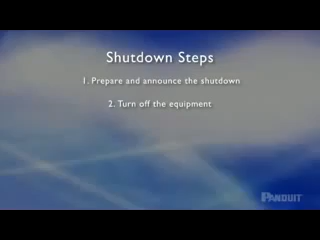 Shutdown Steps
1. Prepare and announce the shutdown
2. Turn off the equipment
PANDUIT